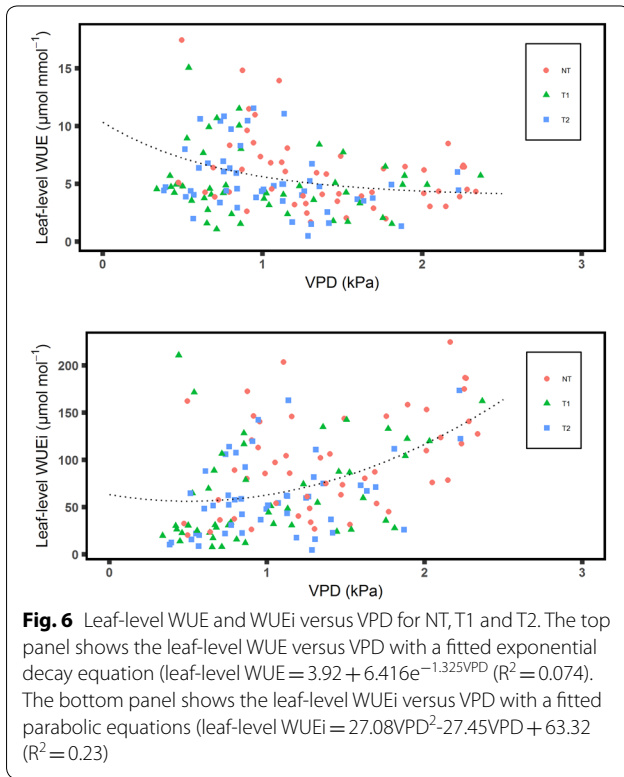 15
10
5
0
Leaf-level WUE (µmol mmol⁻¹)
NT
T1
T2
0 1 2 3
VPD (kPa)
200
150
100
50
0
Leaf-level WUEi (µmol mol⁻¹)
NT
T1
T2
0 1 2 3
VPD (kPa)
Fig. 6 Leaf-level WUE and WUEi versus VPD for NT, T1 and T2. The top
panel shows the leaf-level WUE versus VPD with a fitted exponential
decay equation (leaf-level WUE = 3.92 + 6.416e⁻¹·³²⁵ⱽᴾᴰ (R² = 0.074).
The bottom panel shows the leaf-level WUEi versus VPD with a fitted
parabolic equations (leaf-level WUEi = 27.08VPD²-27.45VPD + 63.32
(R² = 0.23)